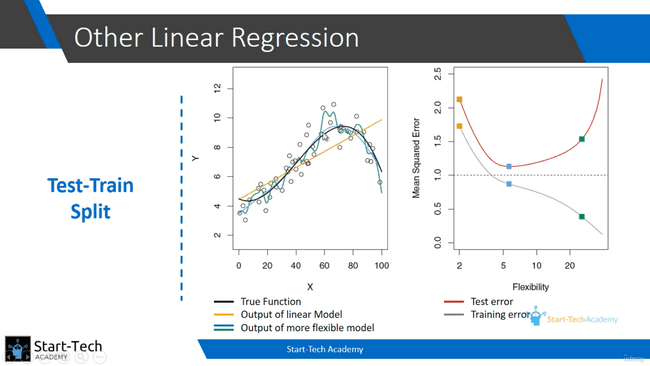 Other Linear Regression
Test-Train
Split
12
10
8
6
4
2
Y
0 20 40 60 80 100
X
True Function
Output of linear Model
Output of more flexible model
2.5
2.0
1.5
1.0
0.5
0.0
Mean Squared Error
2 5 10 20
Flexibility
Test error
Training error
Start-TechAcademy
Start-Tech
ACADEMY
Start-Tech Academy
Udemy